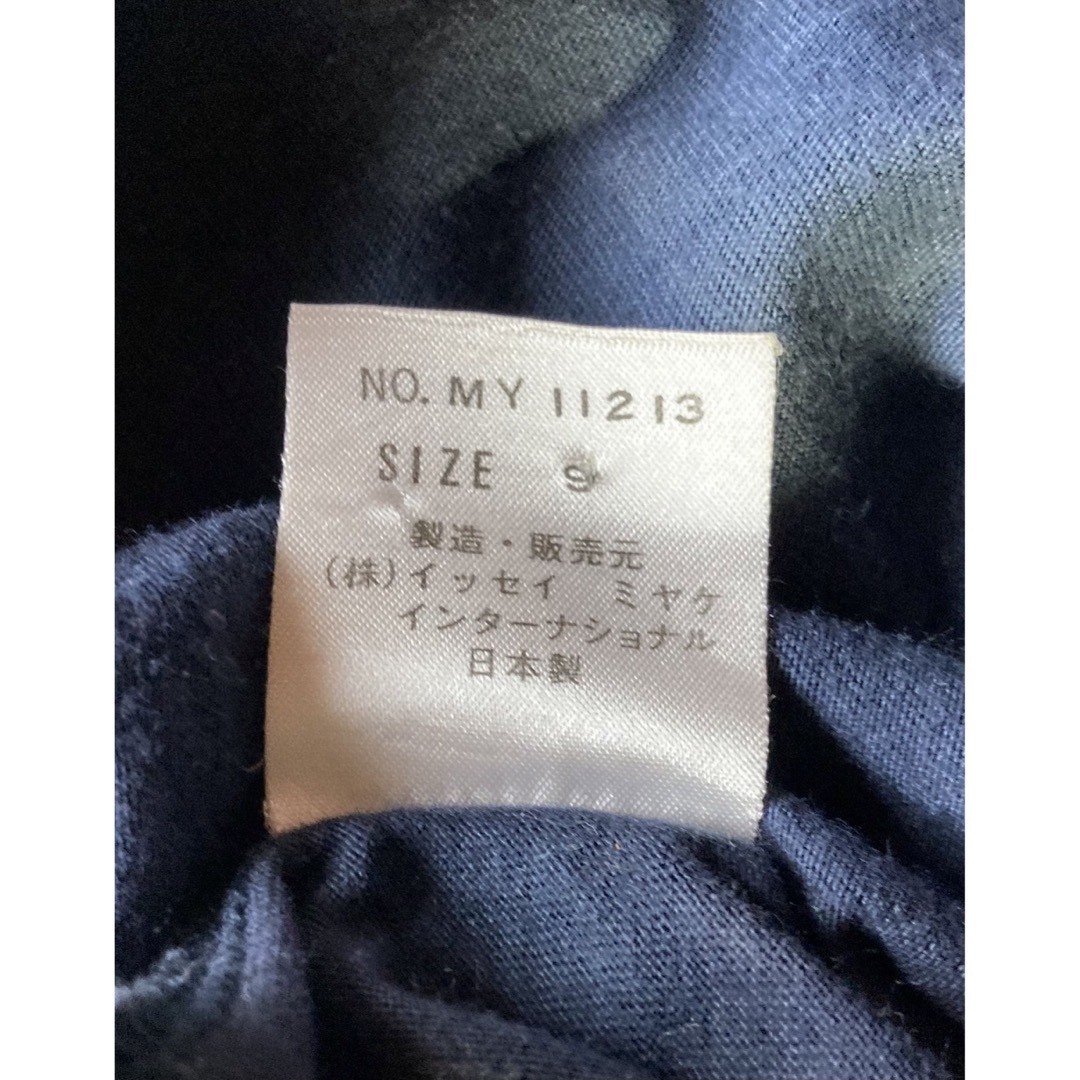 NO. MY 11213
SIZE 9
製造・販売元
(株)イッセイ ミヤケ
インターナショナル
日本製